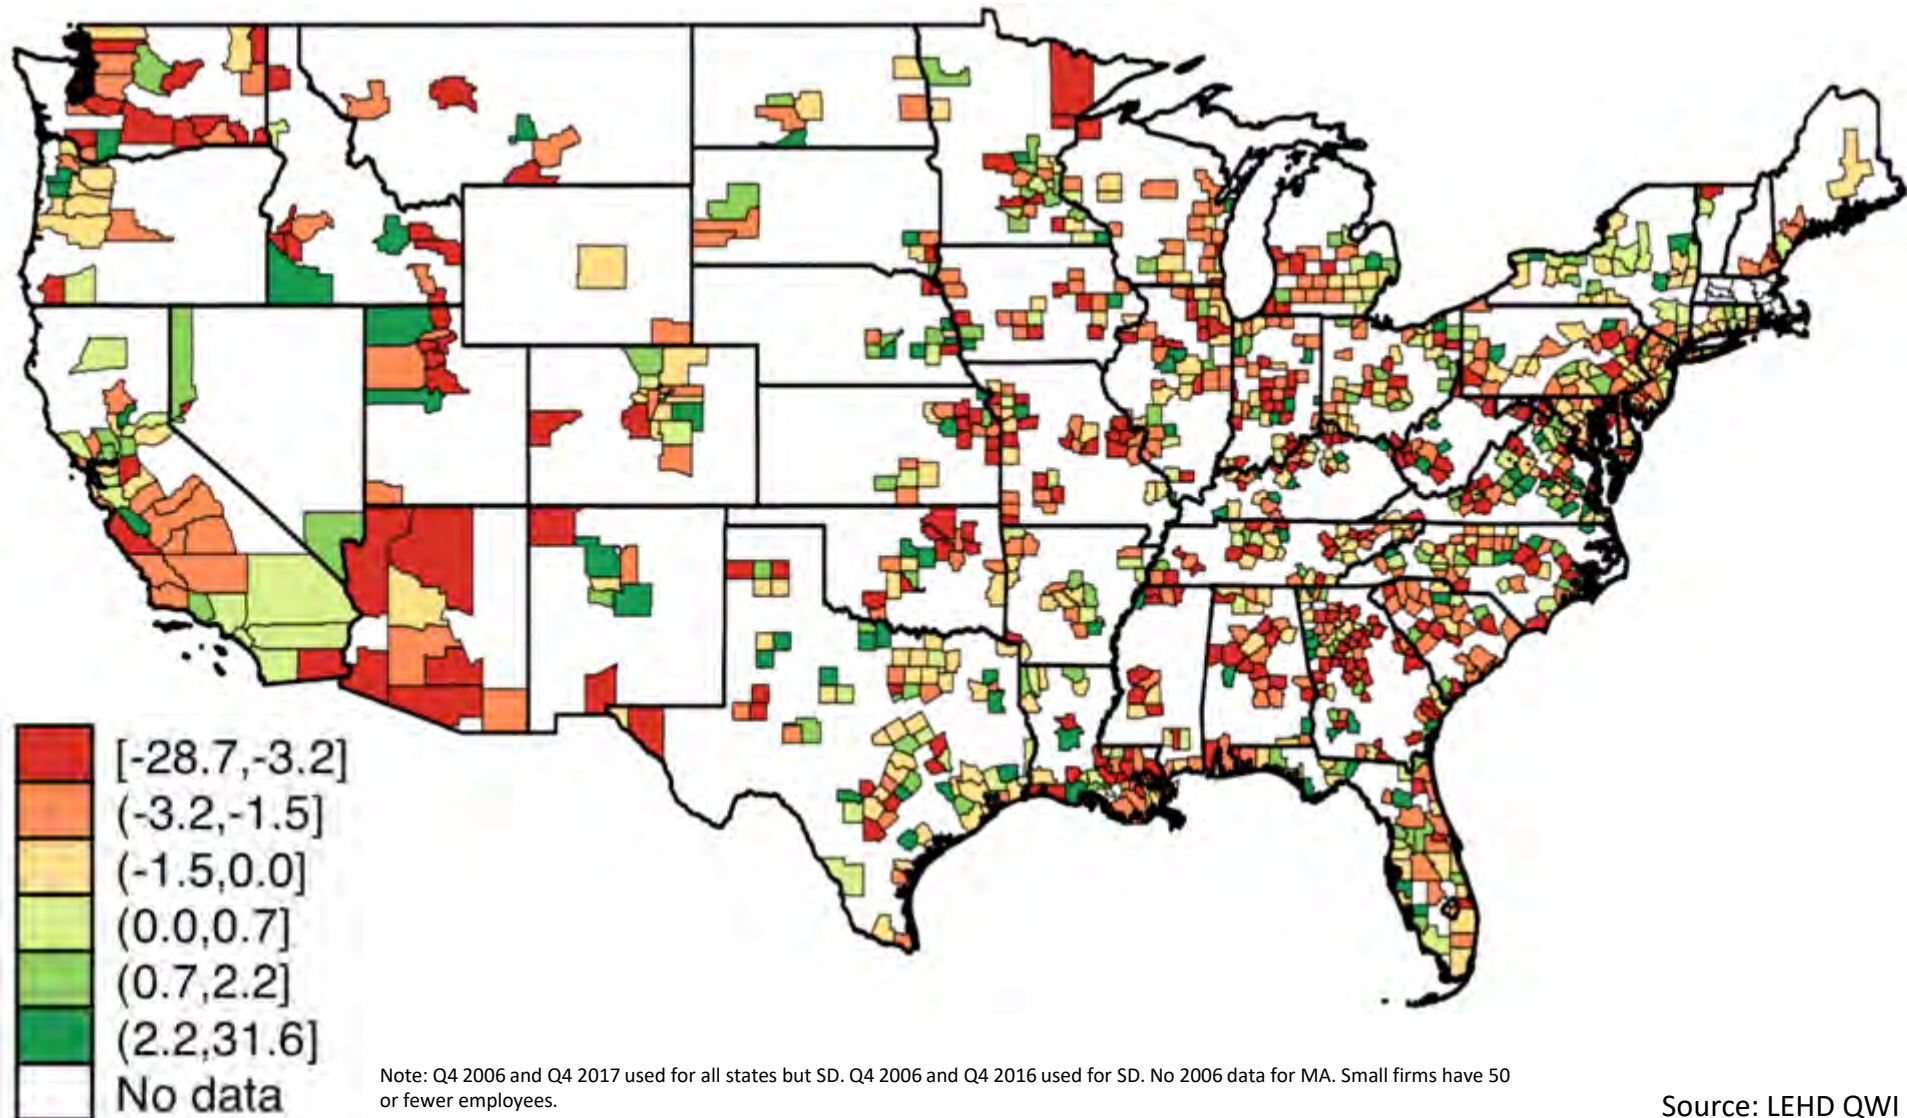 [-28.7,-3.2]
(-3.2,-1.5]
(-1.5,0.0]
(0.0,0.7]
(0.7,2.2]
(2.2,31.6]
No data
Note: Q4 2006 and Q4 2017 used for all states but SD. Q4 2006 and Q4 2016 used for SD. No 2006 data for MA. Small firms have 50
or fewer employees.
Source: LEHD QWI